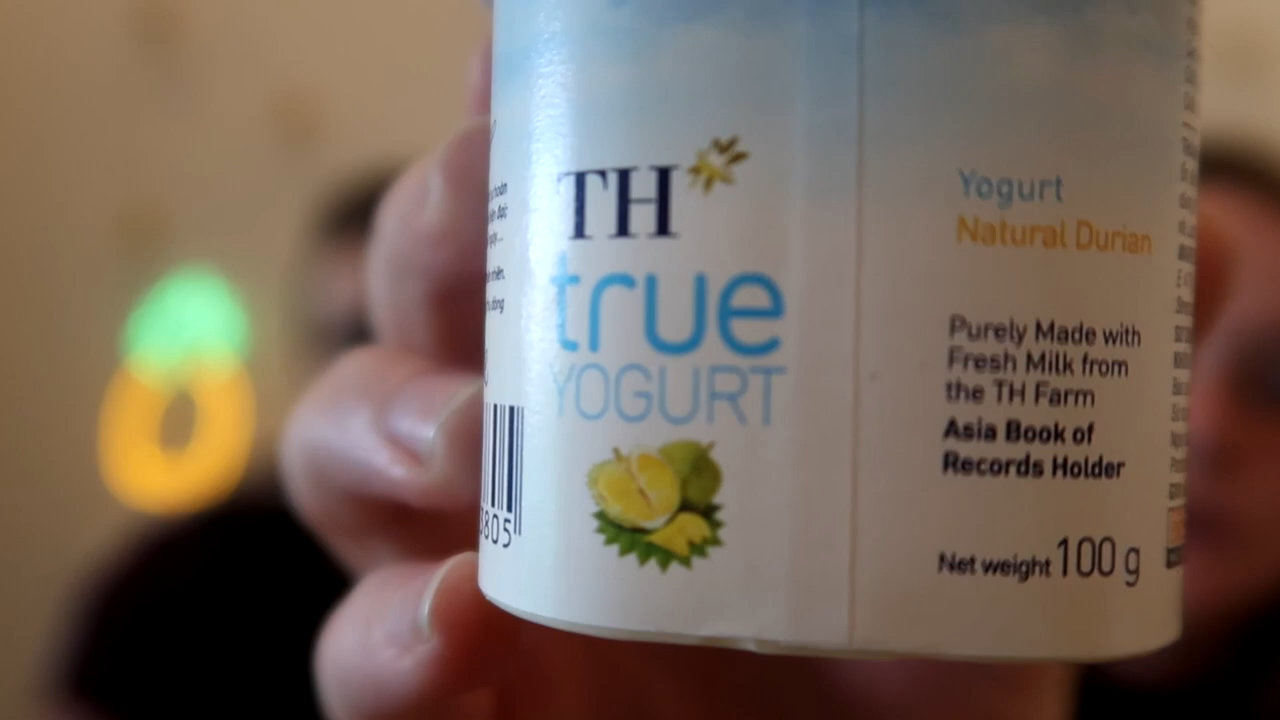 TH
true
YOGURT
Yogurt
Natural Durian
Purely Made with
Fresh Milk from
the TH Farm
Asia Book of
Records Holder
Net weight 100 g
3805